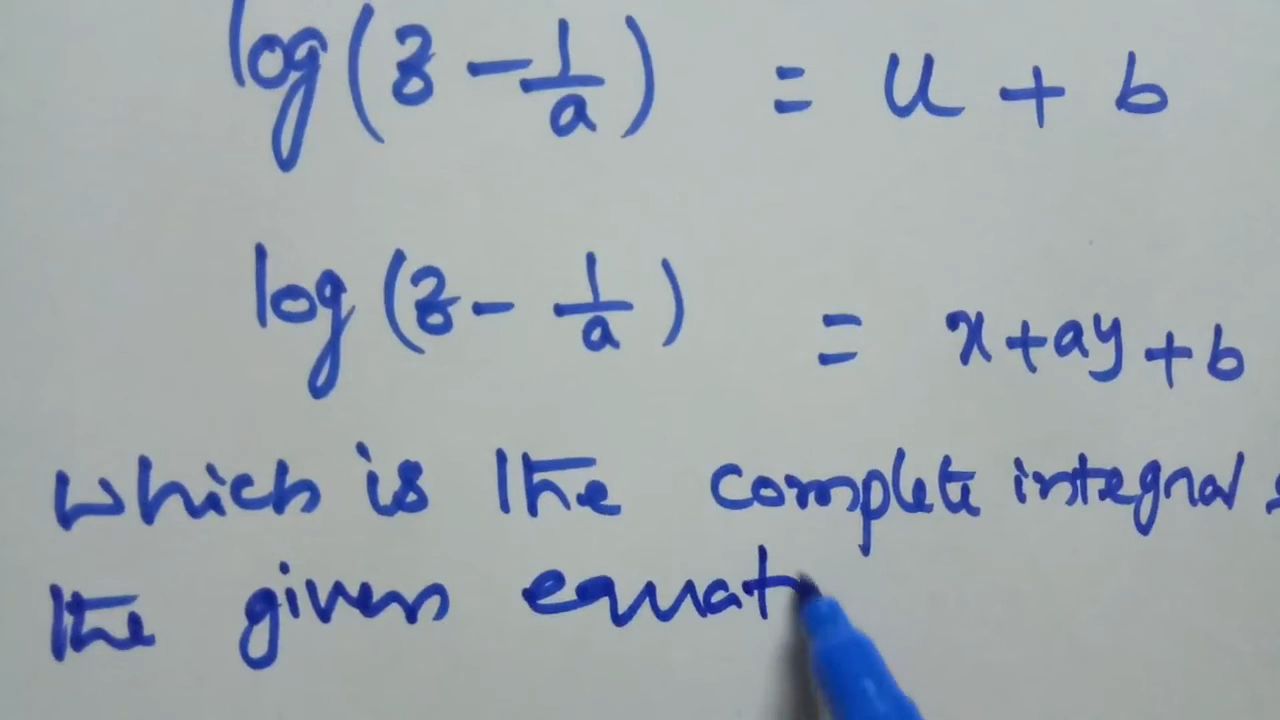 log(z - 1/a) = u + b
log(z - 1/a) = x+ay+b
which is the complete integral
the given equat